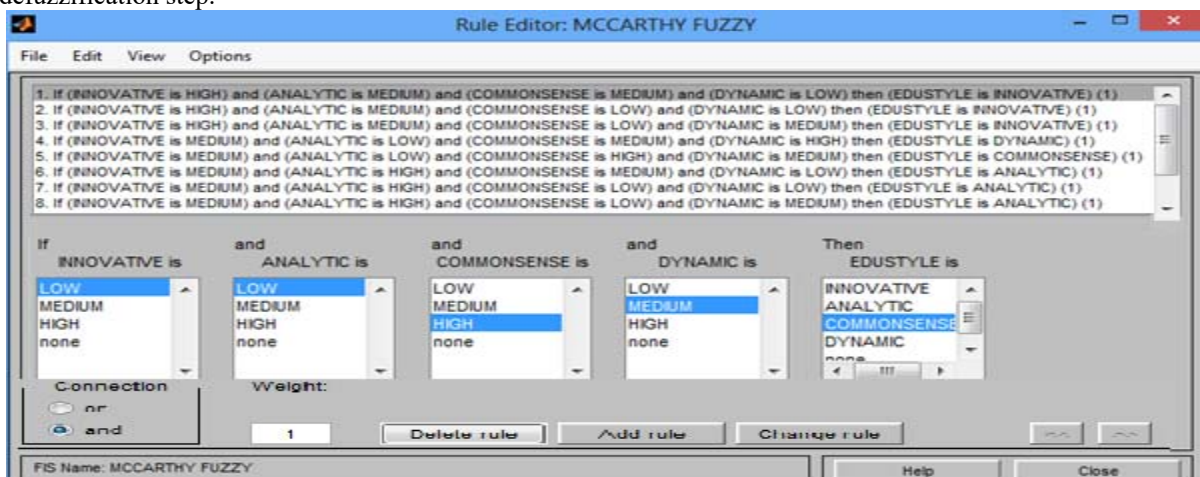 defuzzification step.
Rule Editor: MCCARTHY FUZZY
File Edit View Options
1. If (INNOVATIVE is HIGH) and (ANALYTIC is MEDIUM) and (COMMONSENSE is MEDIUM) and (DYNAMIC is LOW) then (EDUSTYLE is INNOVATIVE) (1)
2. If (INNOVATIVE is HIGH) and (ANALYTIC is MEDIUM) and (COMMONSENSE is LOW) and (DYNAMIC is LOW) then (EDUSTYLE is INNOVATIVE) (1)
3. If (INNOVATIVE is HIGH) and (ANALYTIC is MEDIUM) and (COMMONSENSE is LOW) and (DYNAMIC is MEDIUM) then (EDUSTYLE is INNOVATIVE) (1)
4. If (INNOVATIVE is MEDIUM) and (ANALYTIC is LOW) and (COMMONSENSE is MEDIUM) and (DYNAMIC is HIGH) then (EDUSTYLE is DYNAMIC) (1)
5. If (INNOVATIVE is MEDIUM) and (ANALYTIC is LOW) and (COMMONSENSE is HIGH) and (DYNAMIC is MEDIUM) then (EDUSTYLE is COMMONSENSE) (1)
6. If (INNOVATIVE is MEDIUM) and (ANALYTIC is HIGH) and (COMMONSENSE is MEDIUM) and (DYNAMIC is LOW) then (EDUSTYLE is ANALYTIC) (1)
7. If (INNOVATIVE is MEDIUM) and (ANALYTIC is HIGH) and (COMMONSENSE is LOW) and (DYNAMIC is LOW) then (EDUSTYLE is ANALYTIC) (1)
8. If (INNOVATIVE is MEDIUM) and (ANALYTIC is HIGH) and (COMMONSENSE is LOW) and (DYNAMIC is MEDIUM) then (EDUSTYLE is ANALYTIC) (1)
If and and and Then
INNOVATIVE is ANALYTIC is COMMONSENSE is DYNAMIC is EDUSTYLE is
LOW LOW LOW LOW INNOVATIVE
MEDIUM MEDIUM MEDIUM MEDIUM ANALYTIC
HIGH HIGH HIGH HIGH COMMONSENSE
none none none none DYNAMIC
none
Connection Weight:
or
and 1 Delete rule Add rule Change rule << >>
FIS Name: MCCARTHY FUZZY Help Close